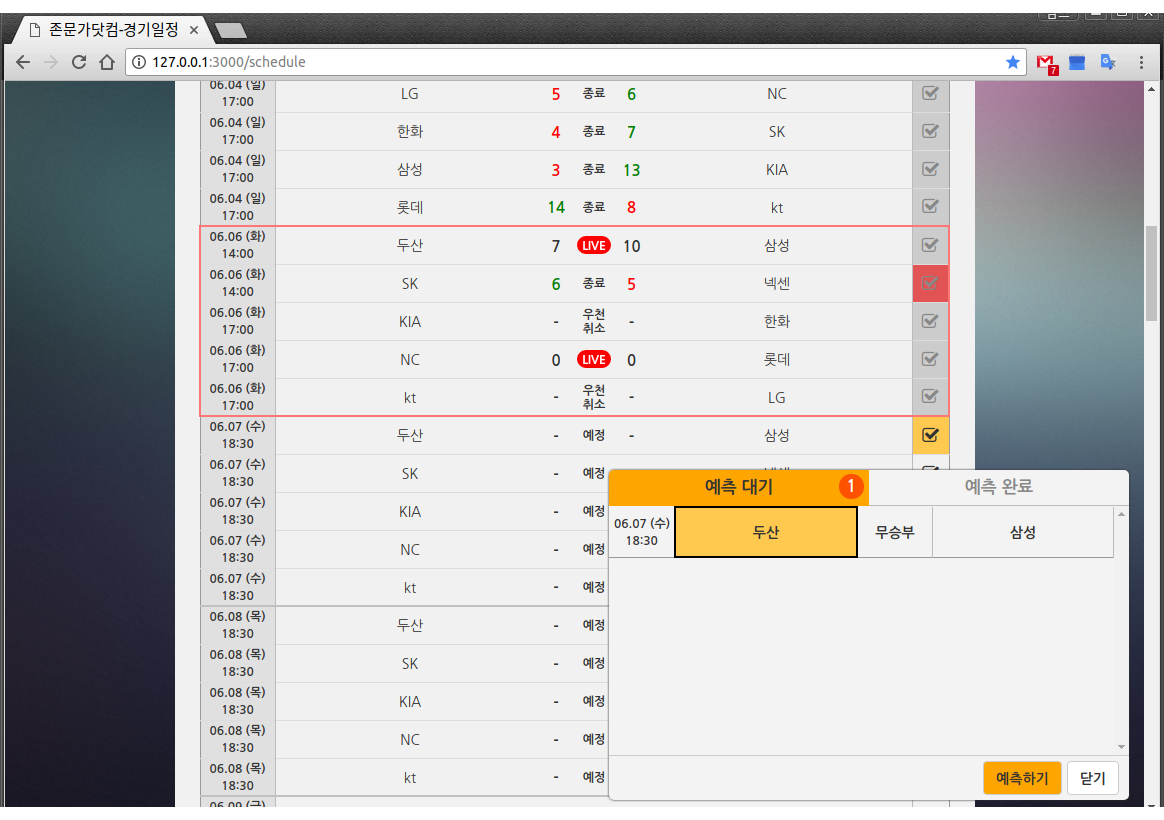 존문가닷컴-경기일정
127.0.0.1:3000/schedule
7
06.04 (일)
17:00 LG 5 종료 6 NC
06.04 (일)
17:00 한화 4 종료 7 SK
06.04 (일)
17:00 삼성 3 종료 13 KIA
06.04 (일)
17:00 롯데 14 종료 8 kt
06.06 (화)
14:00 두산 7 LIVE 10 삼성
06.06 (화)
14:00 SK 6 종료 5 넥센
06.06 (화)
17:00 KIA - 우천 취소 - 한화
06.06 (화)
17:00 NC 0 LIVE 0 롯데
06.06 (화)
17:00 kt - 우천 취소 - LG
06.07 (수)
18:30 두산 - 예정 - 삼성
06.07 (수)
18:30 SK - 예정
06.07 (수)
18:30 KIA - 예정
06.07 (수)
18:30 NC - 예정
06.07 (수)
18:30 kt - 예정
06.08 (목)
18:30 두산 - 예정
06.08 (목)
18:30 SK - 예정
06.08 (목)
18:30 KIA - 예정
06.08 (목)
18:30 NC - 예정
06.08 (목)
18:30 kt - 예정
06.09 (금)
예측 대기 1 예측 완료
06.07 (수)
18:30 두산 무승부 삼성
예측하기 닫기